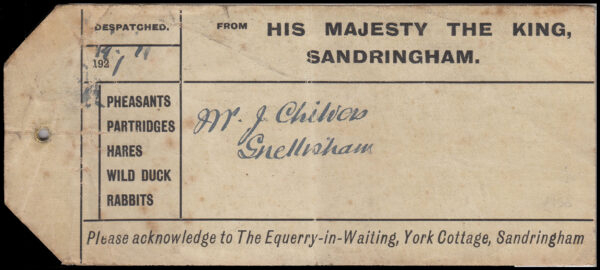 DESPATCHED.
FROM HIS MAJESTY THE KING,
SANDRINGHAM.
192
PHEASANTS
PARTRIDGES
HARES
WILD DUCK
RABBITS
Mr. J Chilvers
Snettisham
Please acknowledge to The Equerry-in-Waiting, York Cottage, Sandringham